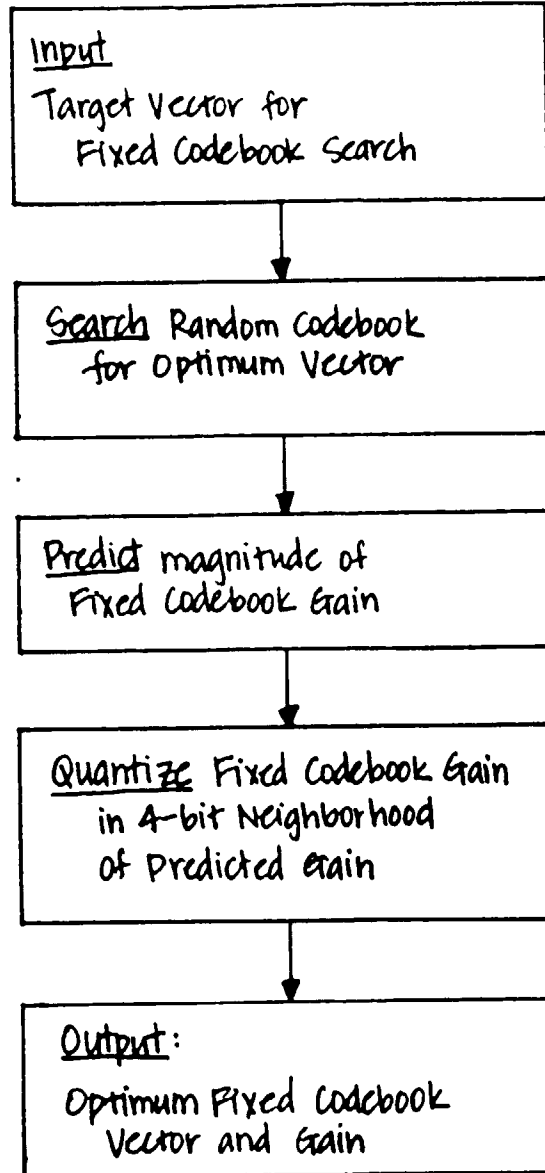 Input
Target Vector for
Fixed Codebook Search
Search Random Codebook
for Optimum Vector
Predict magnitude of
Fixed Codebook Gain
Quantize Fixed Codebook Gain
in 4-bit Neighborhood
of Predicted Gain
Output:
Optimum Fixed Codebook
Vector and Gain